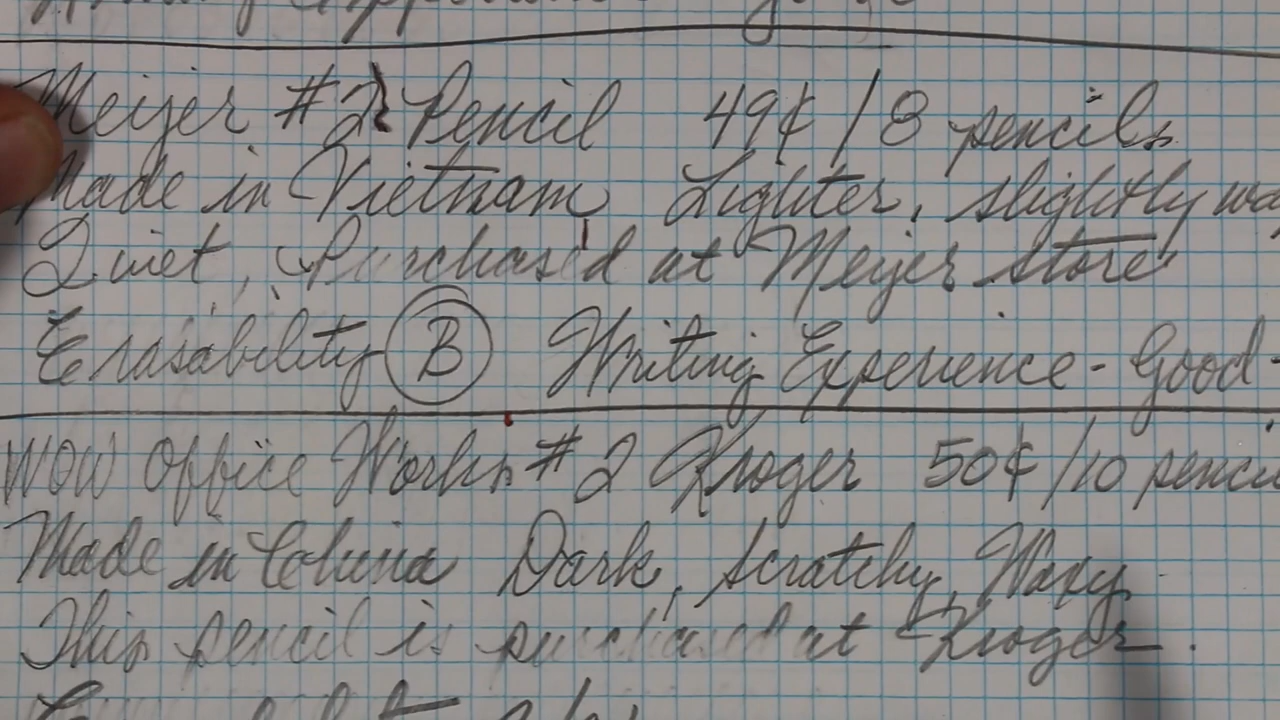 Meijer #2 Pencil 49¢ / 8 pencils
Made in Vietnam Lighter, slightly wa
Quiet, Purchased at Meijer store
Erasability B Writing Experience - Good -
WOW Office Works #2 Kroger 50¢ / 10 penci
Made in China Dark, Scratchy, Waxy
This pencil is purchased at Kroger.